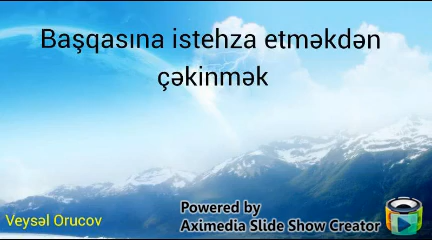 Başqasına istehza etməkdən
çəkinmək
Powered by
Veysəl Orucov
Aximedia Slide Show Creator